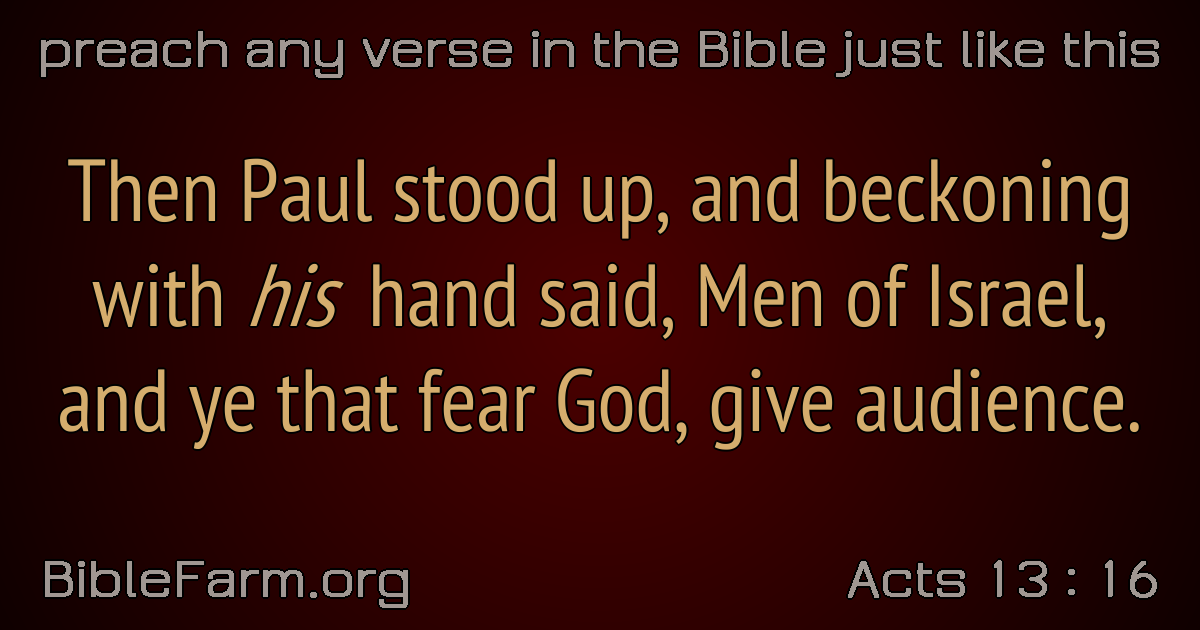 preach any verse in the Bible just like this
Then Paul stood up, and beckoning
with his hand said, Men of Israel,
and ye that fear God, give audience.
BibleFarm.org
Acts 13 : 16